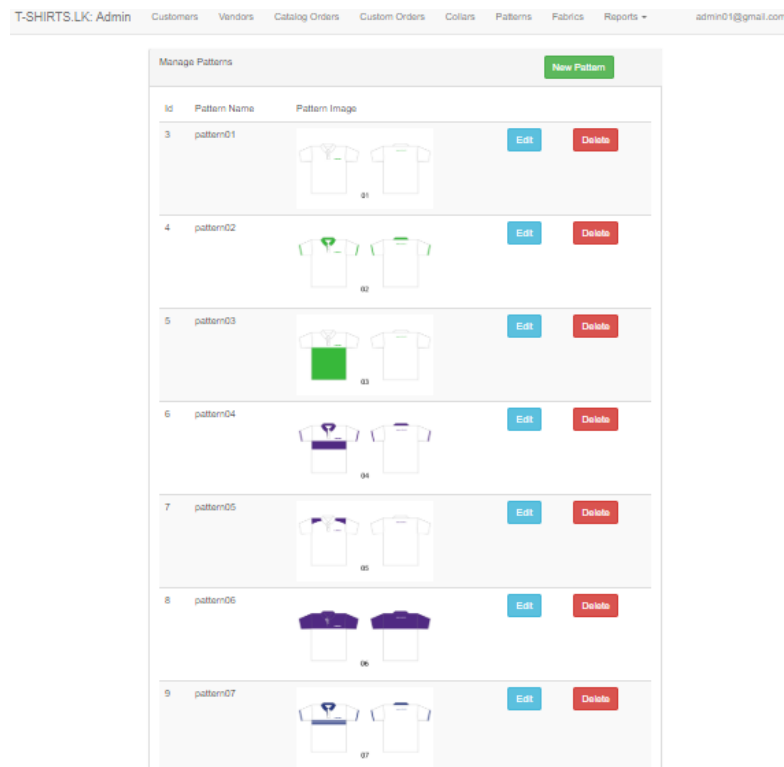 T-SHIRTS.LK: Admin Customers Vendors Catalog Orders Custom Orders Collars Patterns Fabrics Reports admin01@gmail.com
Manage Patterns New Pattern
Id Pattern Name Pattern Image
3 pattern01 Edit Delete
01
4 pattern02 Edit Delete
02
5 pattern03 Edit Delete
03
6 pattern04 Edit Delete
04
7 pattern05 Edit Delete
05
8 pattern06 Edit Delete
06
9 pattern07 Edit Delete
07